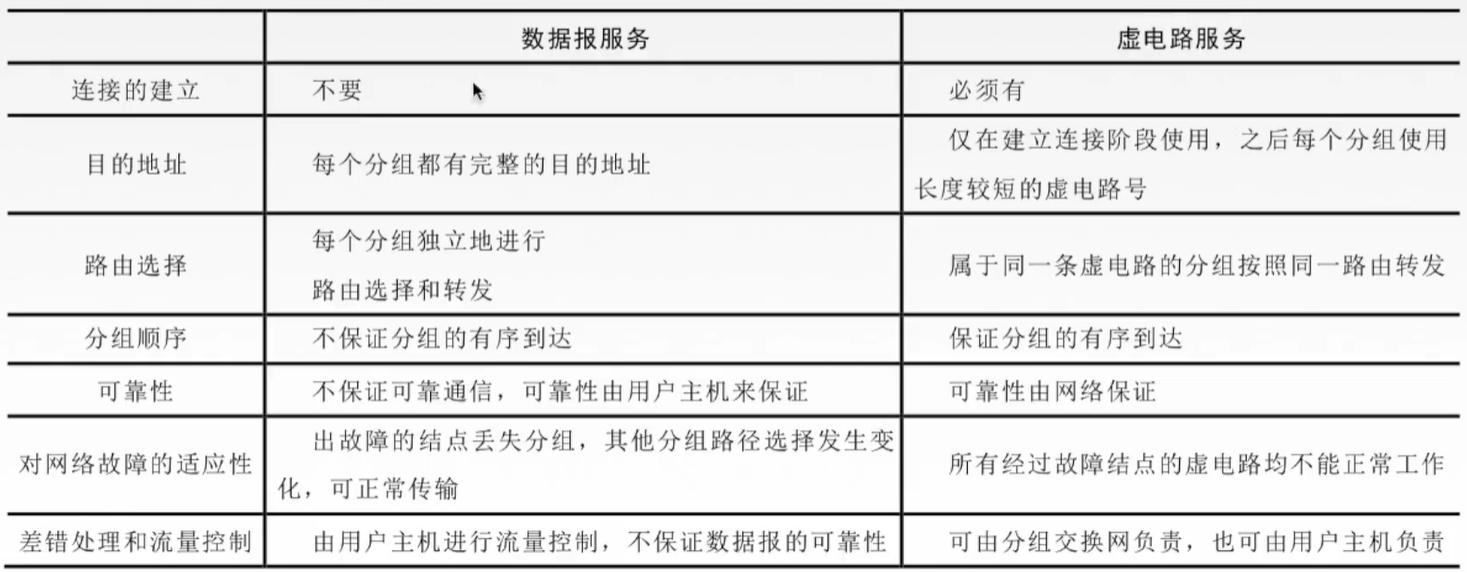 数据报服务 虚电路服务
连接的建立 不要 必须有
目的地址 每个分组都有完整的目的地址 仅在建立连接阶段使用，之后每个分组使用
长度较短的虚电路号
路由选择 每个分组独立地进行
路由选择和转发 属于同一条虚电路的分组按照同一路由转发
分组顺序 不保证分组的有序到达 保证分组的有序到达
可靠性 不保证可靠通信，可靠性由用户主机来保证 可靠性由网络保证
对网络故障的适应性 出故障的结点丢失分组，其他分组路径选择发生变
化，可正常传输 所有经过故障结点的虚电路均不能正常工作
差错处理和流量控制 由用户主机进行流量控制，不保证数据报的可靠性 可由分组交换网负责，也可由用户主机负责